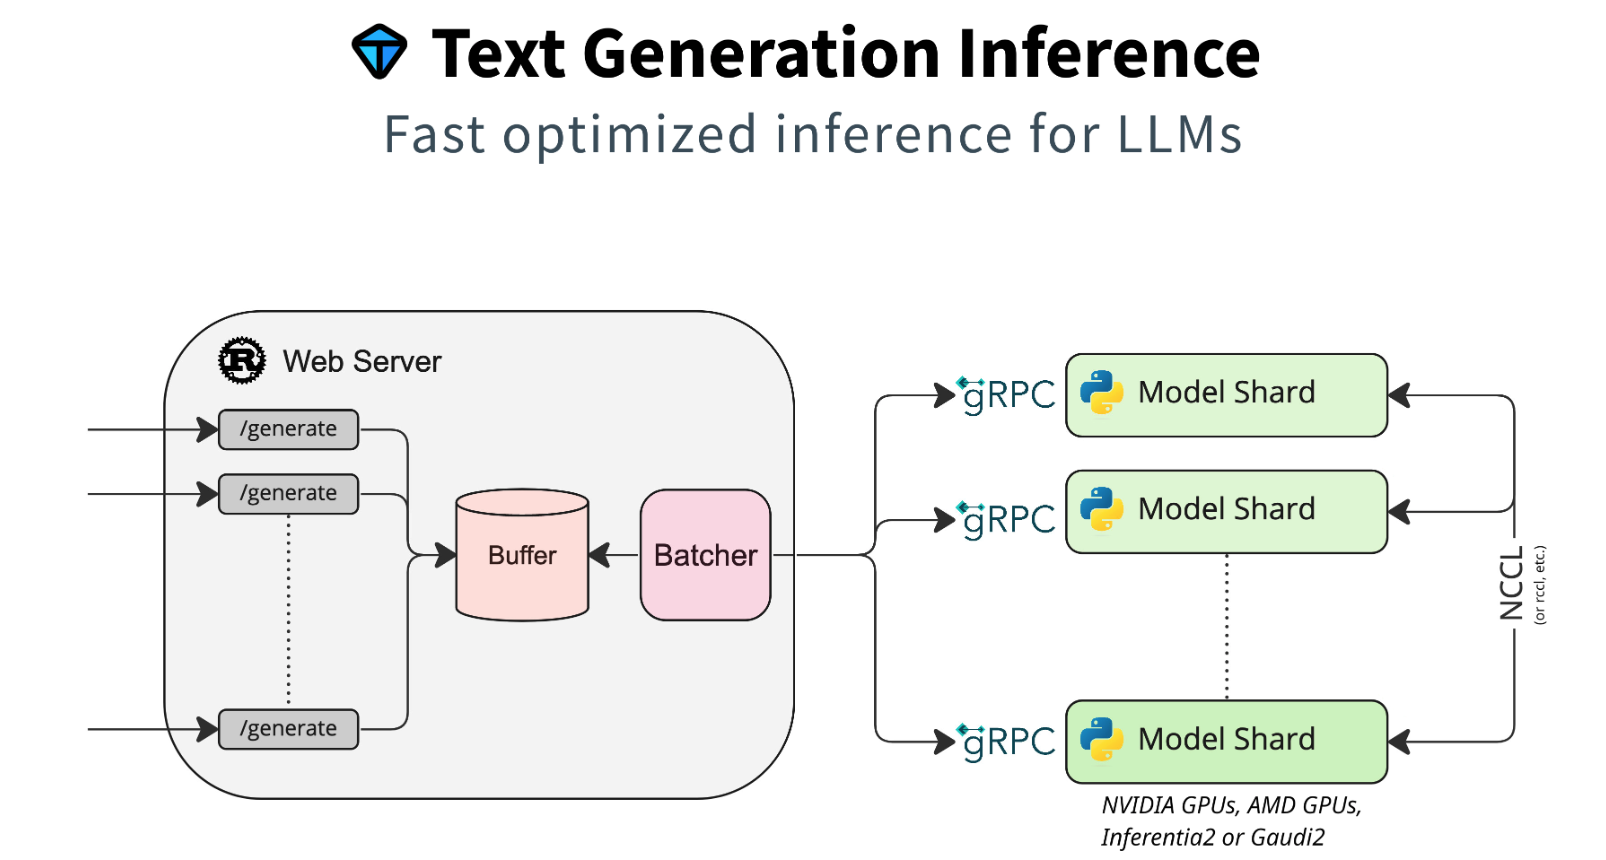 Text Generation Inference
Fast optimized inference for LLMs
Web Server
/generate
/generate
/generate
Buffer
Batcher
gRPC
Model Shard
gRPC
Model Shard
gRPC
Model Shard
NVIDIA GPUs, AMD GPUs,
Inferentia2 or Gaudi2
NCCL
(or rccl, etc.)